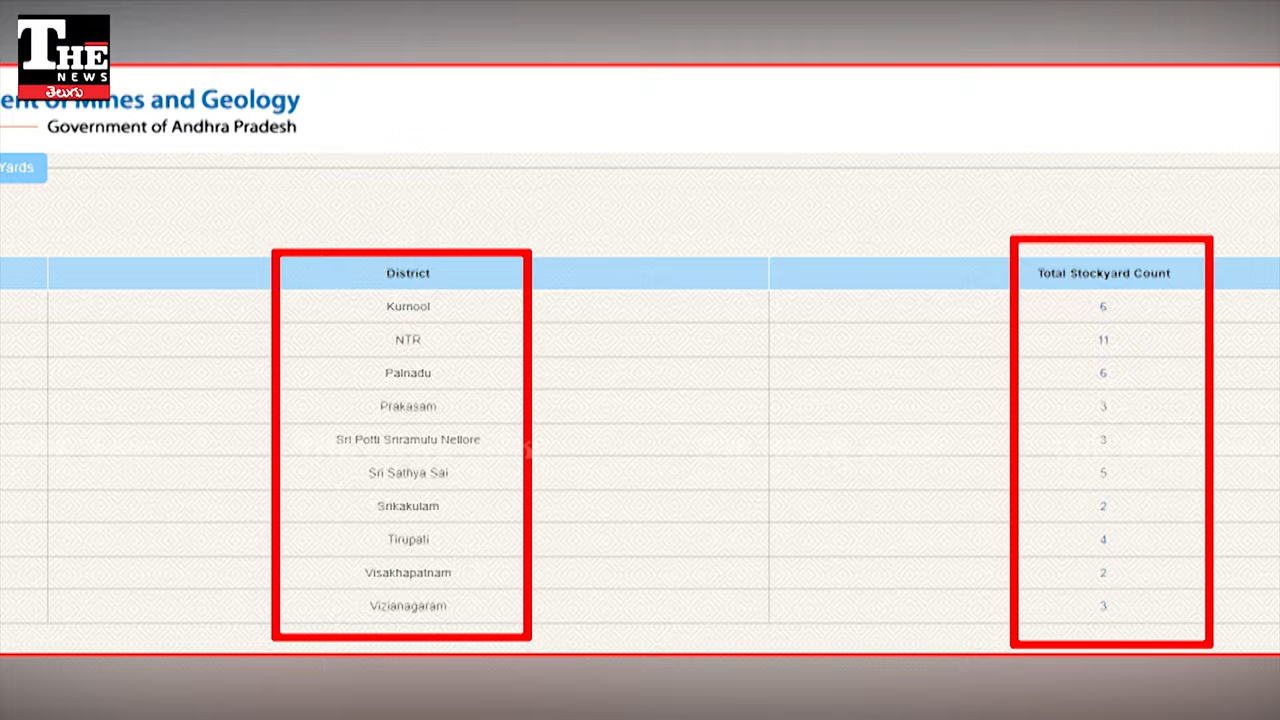 THE
NEWS
తెలుగు
ent of Mines and Geology
Government of Andhra Pradesh
Yards
District Total Stockyard Count
Kurnool 6
NTR 11
Palnadu 6
Prakasam 3
Sri Potti Sriramulu Nellore 3
Sri Sathya Sai 5
Srikakulam 2
Tirupati 4
Visakhapatnam 2
Vizianagaram 3